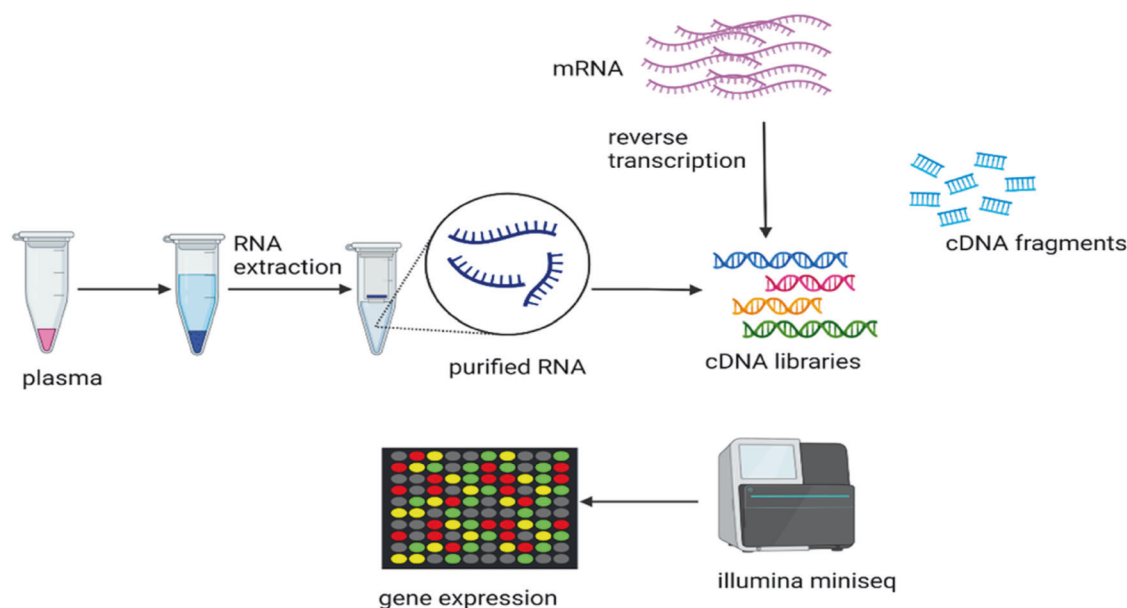 mRNA
reverse
transcription
cDNA fragments
RNA
extraction
plasma
purified RNA
cDNA libraries
gene expression
illumina miniseq